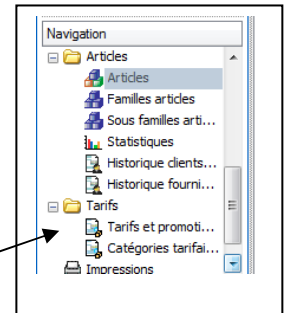 Navigation
Articles
Articles
Familles articles
Sous familles arti...
Statistiques
Historique clients...
Historique fourni...
Tarifs
Tarifs et promoti...
Catégories tarifai...
Impressions